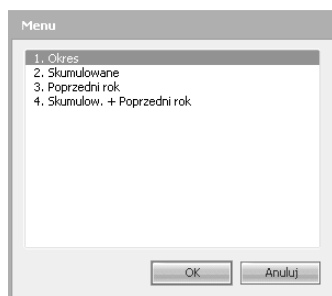 Menu
1. Okres
2. Skumulowane
3. Poprzedni rok
4. Skumulow. + Poprzedni rok
OK Anuluj